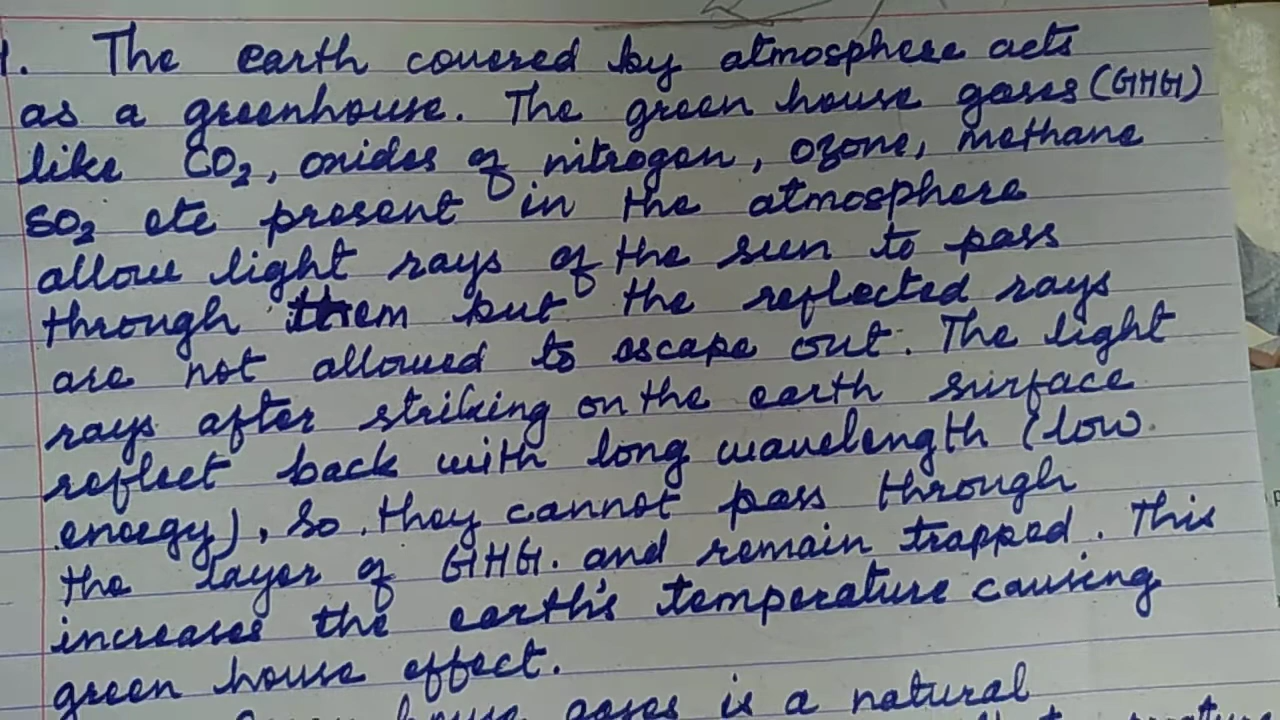 1. The earth covered by atmosphere acts
as a greenhouse. The green house gases (GHG)
like CO₂, oxides of nitrogen, ozone, methane
SO₂ etc present in the atmosphere
allow light rays of the sun to pass
through them but the reflected rays
are not allowed to escape out. The light
rays after striking on the earth surface
reflect back with long wavelength (low
energy), so they cannot pass through
the layer of GHG. and remain trapped. This
increases the earth's temperature causing
green house effect.
house gases is a natural